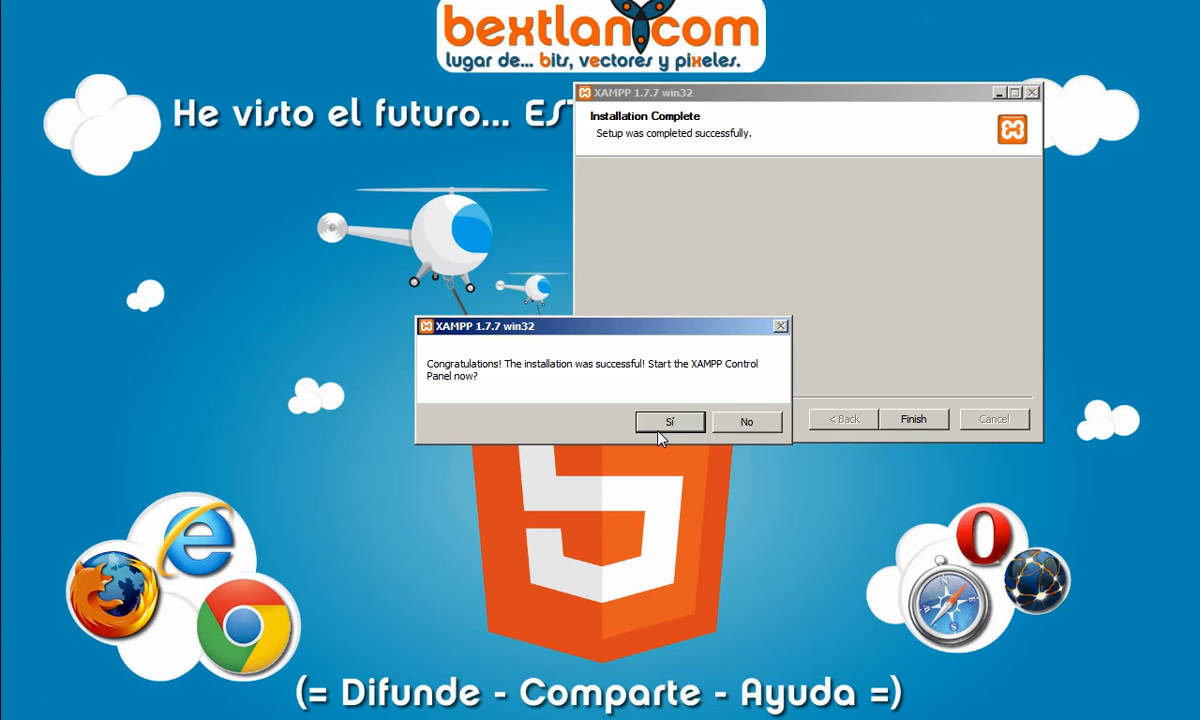 bextlan.com
lugar de... bits, vectores y pixeles.
He visto el futuro... EST
XAMPP 1.7.7 win32
Installation Complete
Setup was completed successfully.
XAMPP 1.7.7 win32
Congratulations! The installation was successful! Start the XAMPP Control
Panel now?
Sí
No
< Back
Finish
Cancel
(= Difunde - Comparte - Ayuda =)